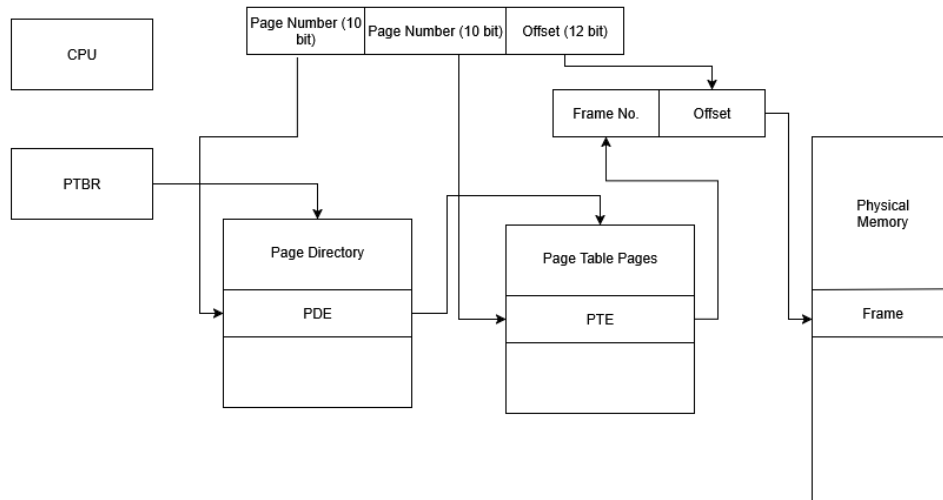 Page Number (10
bit)
Page Number (10 bit)
Offset (12 bit)
CPU
Frame No.
Offset
PTBR
Physical
Memory
Page Directory
Page Table Pages
PDE
PTE
Frame